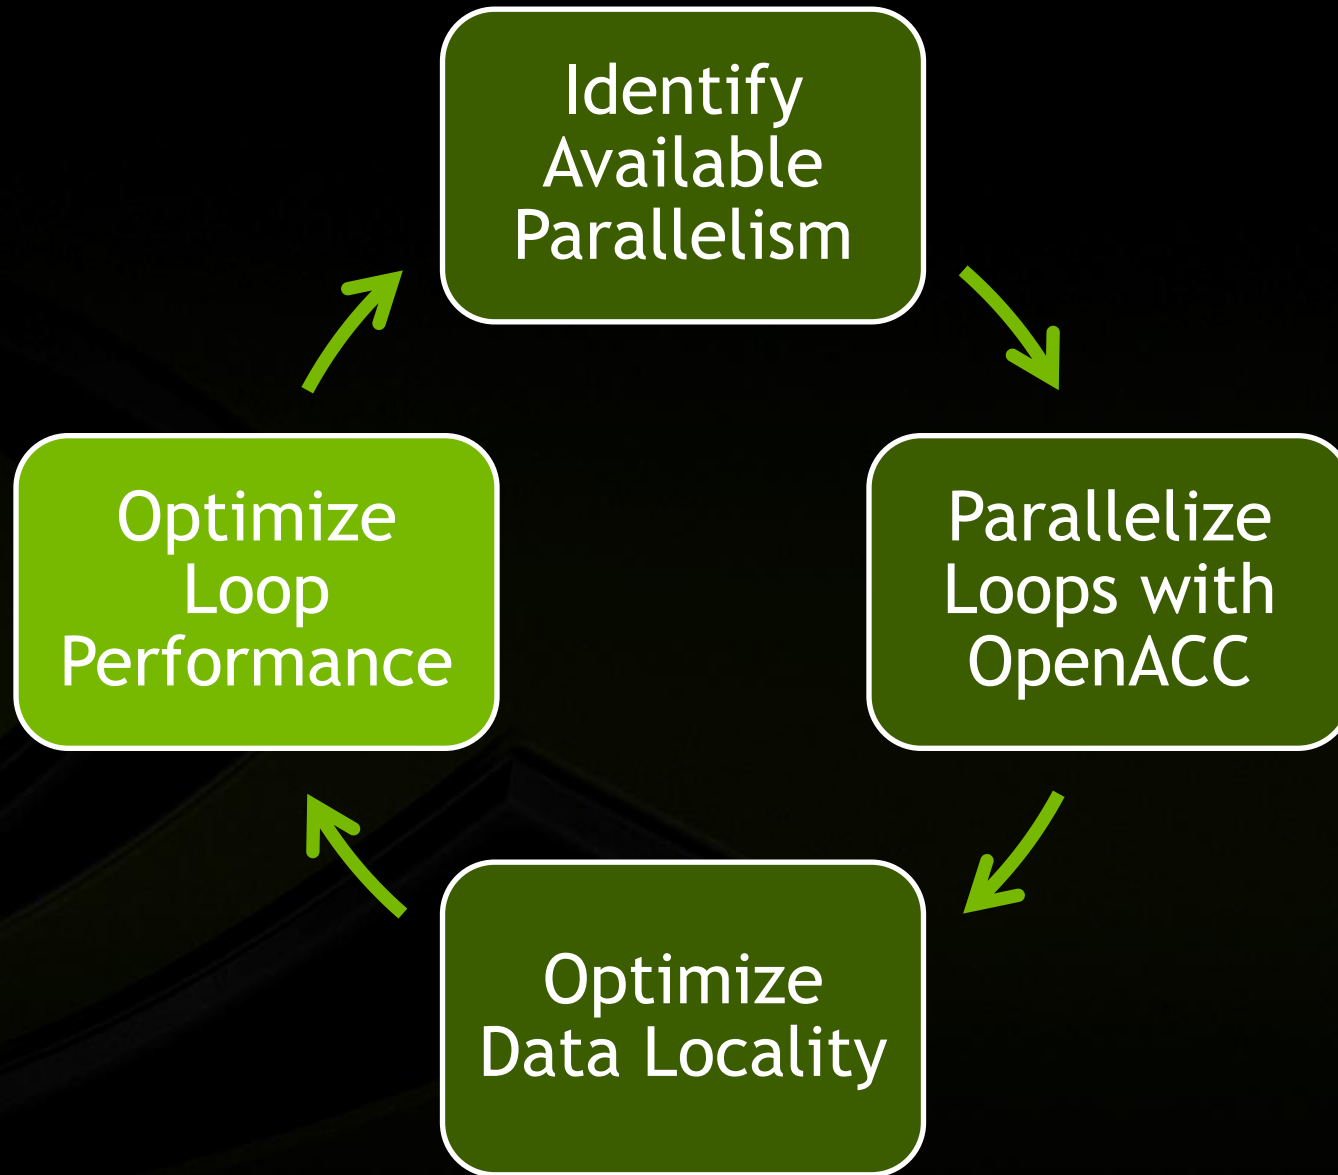 Identify
Available
Parallelism
Parallelize
Loops with
OpenACC
Optimize
Data Locality
Optimize
Loop
Performance